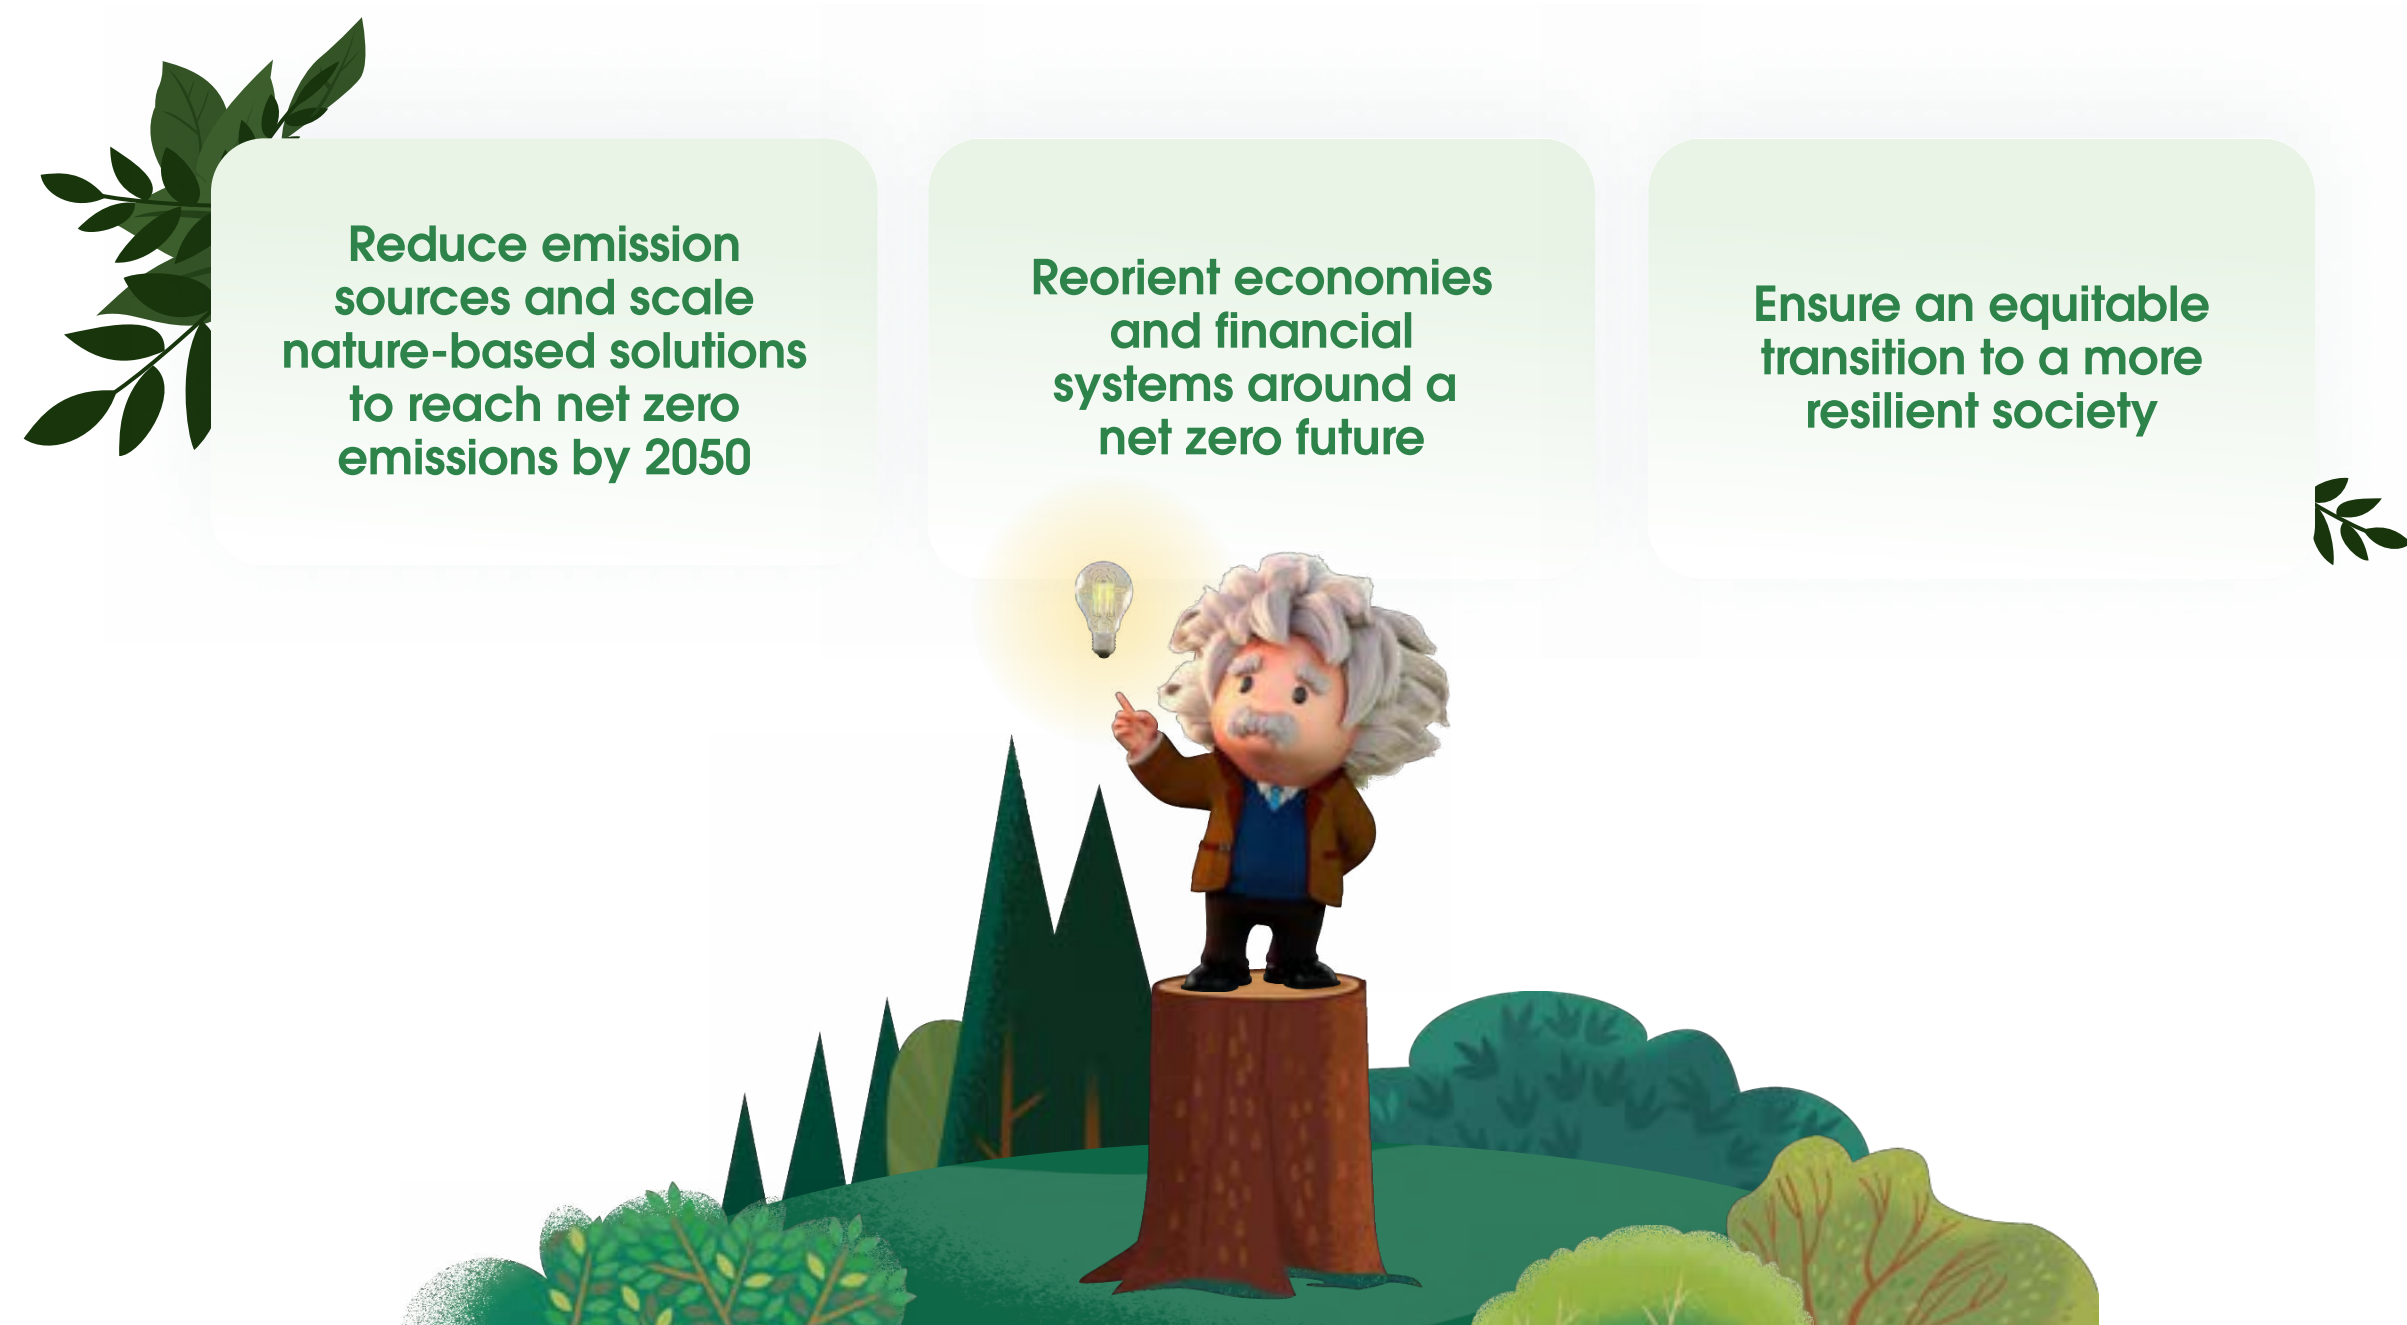 Reduce emission
sources and scale
nature-based solutions
to reach net zero
emissions by 2050
Reorient economies
and financial
systems around a
net zero future
Ensure an equitable
transition to a more
resilient society